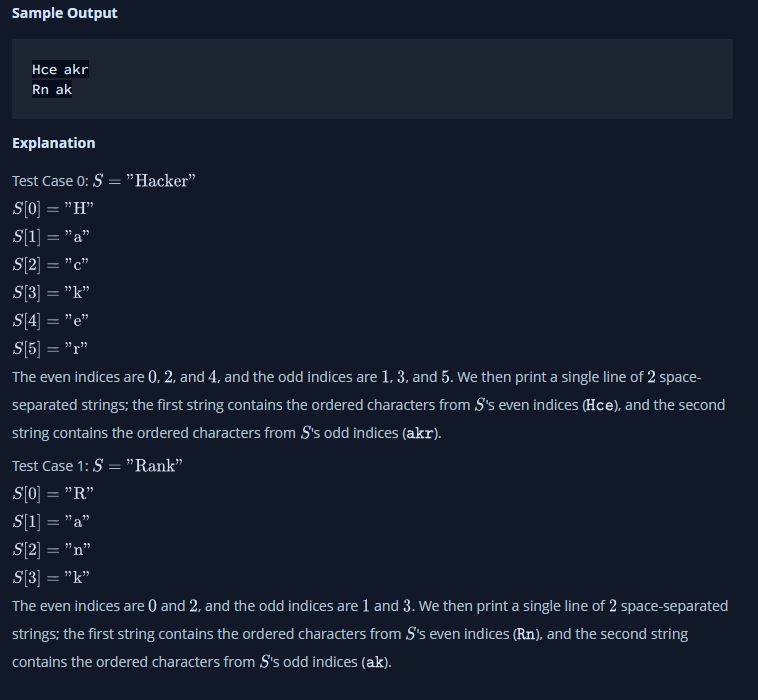 Sample Output
Hce akr
Rn ak
Explanation
Test Case 0: S = ”Hacker”
S[0] = ”H”
S[1] = ”a”
S[2] = ”c”
S[3] = ”k”
S[4] = ”e”
S[5] = ”r”
The even indices are 0, 2, and 4, and the odd indices are 1, 3, and 5. We then print a single line of 2 space-
separated strings; the first string contains the ordered characters from S's even indices (Hce), and the second
string contains the ordered characters from S's odd indices (akr).
Test Case 1: S = ”Rank”
S[0] = ”R”
S[1] = ”a”
S[2] = ”n”
S[3] = ”k”
The even indices are 0 and 2, and the odd indices are 1 and 3. We then print a single line of 2 space-separated
strings; the first string contains the ordered characters from S's even indices (Rn), and the second string
contains the ordered characters from S's odd indices (ak).